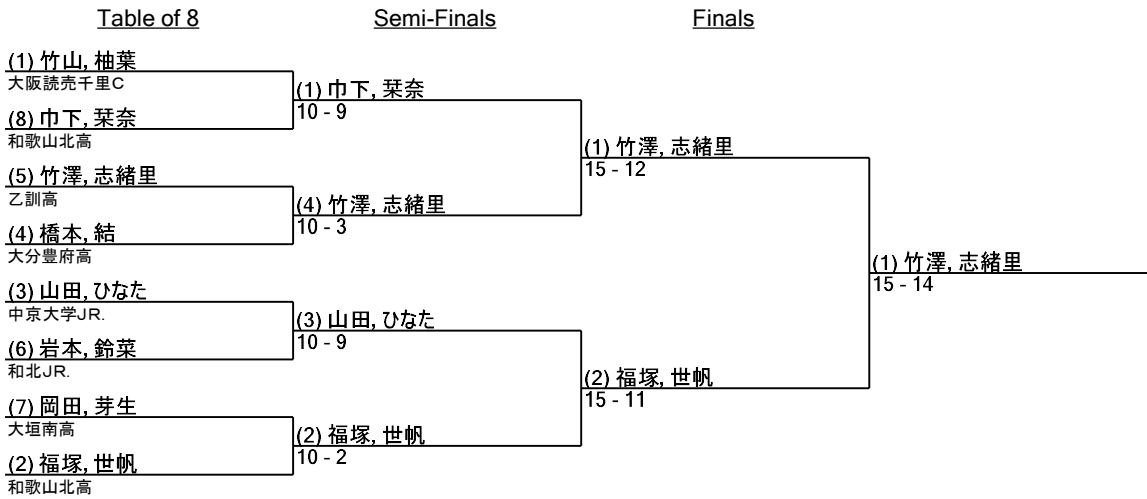 Table of 8
Semi-Finals
Finals
(1) 竹山, 柚葉
大阪読売千里C
(8) 巾下, 栞奈
和歌山北高
(5) 竹澤, 志緒里
乙訓高
(4) 橋本, 結
大分豊府高
(3) 山田, ひなた
中京大学JR.
(6) 岩本, 鈴菜
和北JR.
(7) 岡田, 芽生
大垣南高
(2) 福塚, 世帆
和歌山北高
(1) 巾下, 栞奈
10 - 9
(4) 竹澤, 志緒里
10 - 3
(3) 山田, ひなた
10 - 9
(2) 福塚, 世帆
10 - 2
(1) 竹澤, 志緒里
15 - 12
(2) 福塚, 世帆
15 - 11
(1) 竹澤, 志緒里
15 - 14